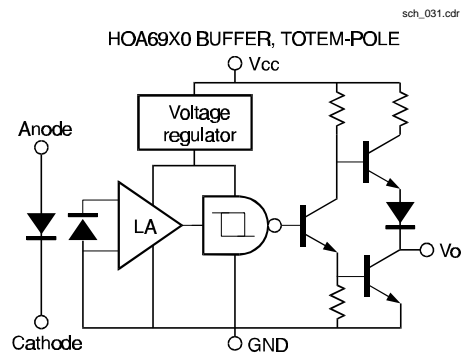 sch_031.cdr
HOA69X0 BUFFER, TOTEM-POLE
Vcc
Voltage
regulator
Anode
LA
Vo
Cathode
GND